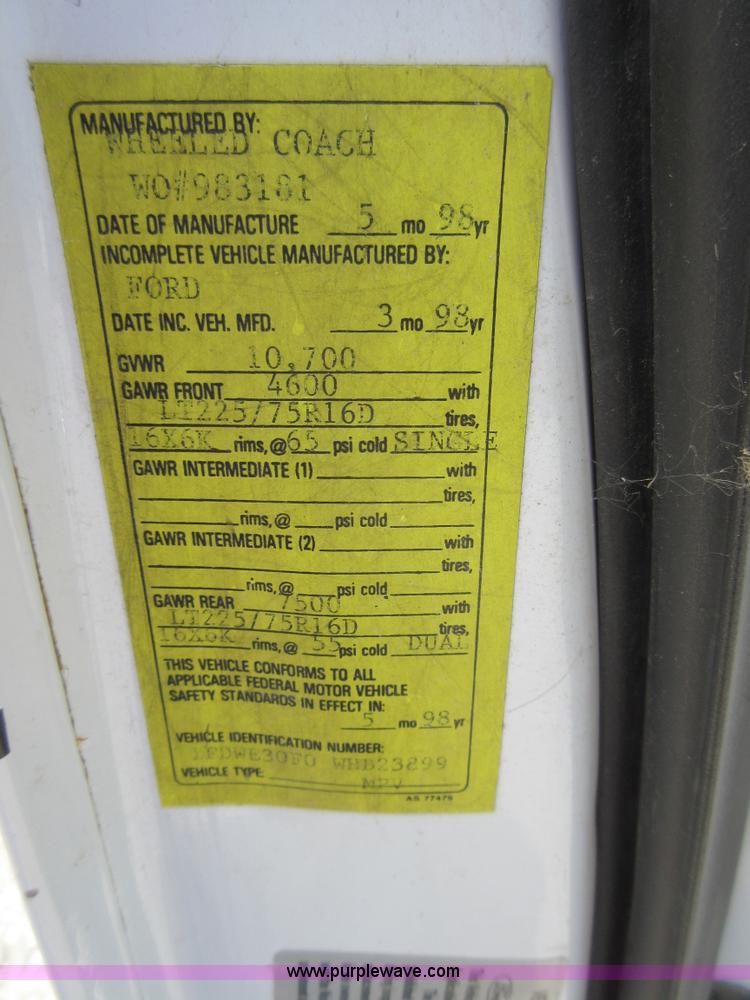 MANUFACTURED BY:
WHEELED COACH
WO#983181
DATE OF MANUFACTURE 5 mo 98 yr
INCOMPLETE VEHICLE MANUFACTURED BY:
FORD
DATE INC. VEH. MFD. 3 mo 98 yr
GVWR 10,700
GAWR FRONT 4600 with
LT225/75R16D tires,
16X6K rims, @ 65 psi cold SINGLE
GAWR INTERMEDIATE (1) with
tires,
rims, @ psi cold
GAWR INTERMEDIATE (2) with
tires,
rims, @ psi cold
GAWR REAR 7500 with
LT225/75R16D tires,
16X6K rims, @ 55 psi cold DUAL
THIS VEHICLE CONFORMS TO ALL
APPLICABLE FEDERAL MOTOR VEHICLE
SAFETY STANDARDS IN EFFECT IN:
5 mo 98 yr
VEHICLE IDENTIFICATION NUMBER:
1FDWE30F0 WHB23899
VEHICLE TYPE: MPV
AS 77475
www.purplewave.com